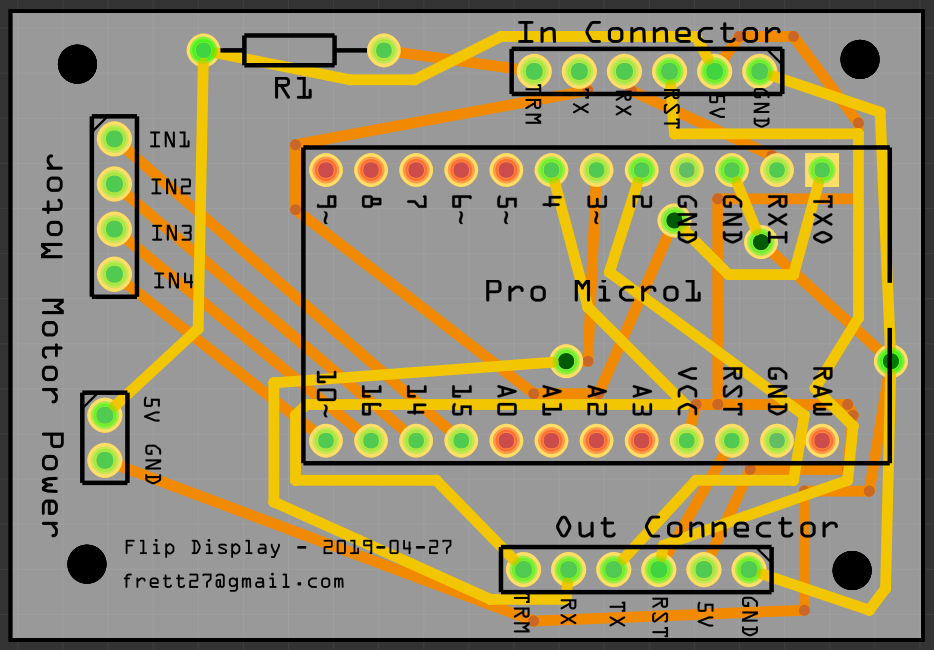 In Connector
R1
TRM
TX
RX
RST
5V
GND
IN1
IN2
IN3
IN4
Motor Motor Power
9~
8
7
6~
5~
4
3~
2
GND
GND
RXI
TXO
Pro Micro1
10~
16
14
15
A0
A1
A2
A3
VCC
RST
GND
RAW
5V
GND
Out Connector
Flip Display - 2019-04-27
frett27@gmail.com
TRM
RX
TX
RST
5V
GND